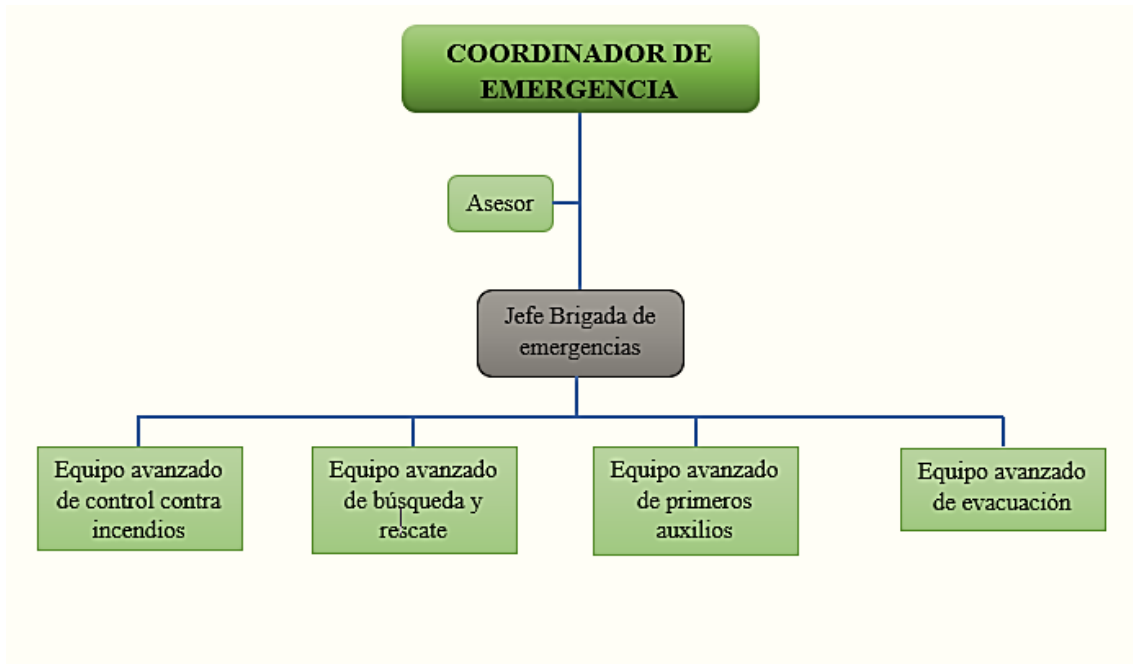 COORDINADOR DE
EMERGENCIA
Asesor
Jefe Brigada de
emergencias
Equipo avanzado
de control contra
incendios
Equipo avanzado
de búsqueda y
rescate
Equipo avanzado
de primeros
auxilios
Equipo avanzado
de evacuación